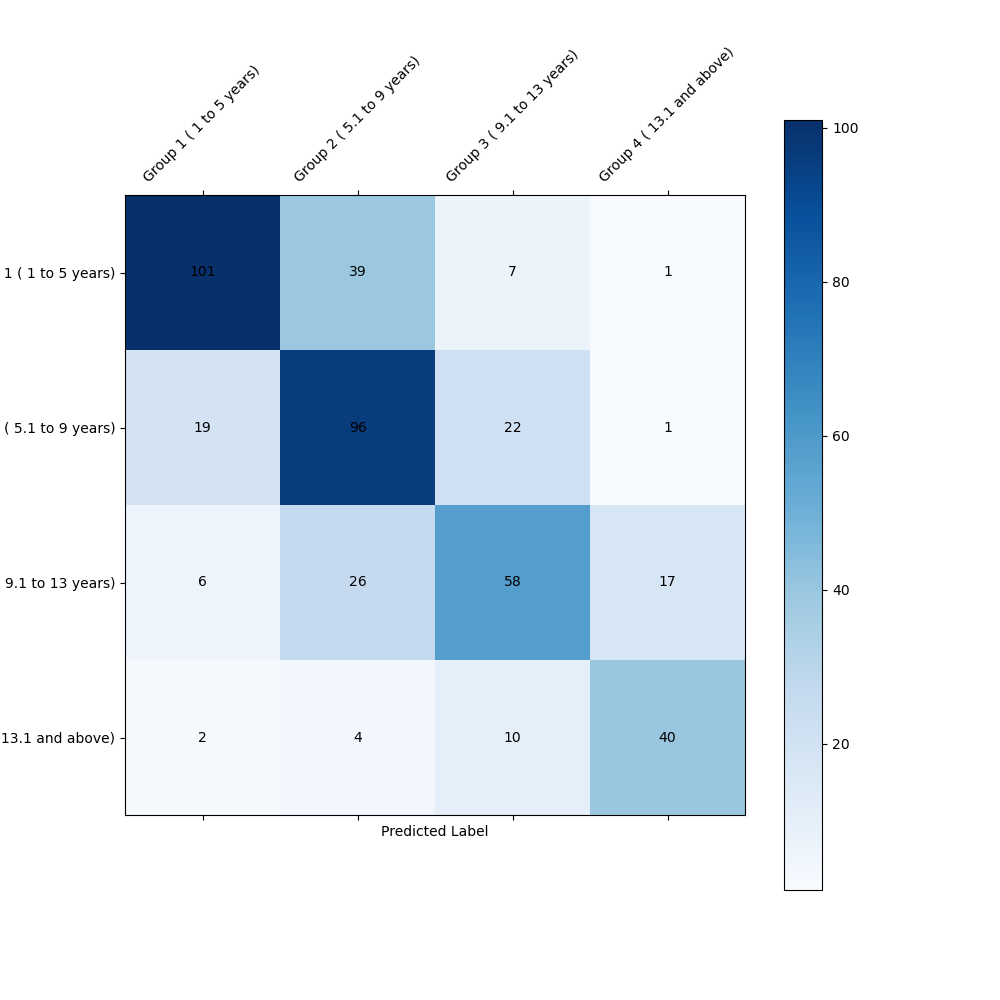 Group 1 ( 1 to 5 years)
Group 2 ( 5.1 to 9 years)
Group 3 ( 9.1 to 13 years)
Group 4 ( 13.1 and above)
1 ( 1 to 5 years)
101 39 7 1
( 5.1 to 9 years)
19 96 22 1
9.1 to 13 years)
6 26 58 17
13.1 and above)
2 4 10 40
Predicted Label
100
80
60
40
20